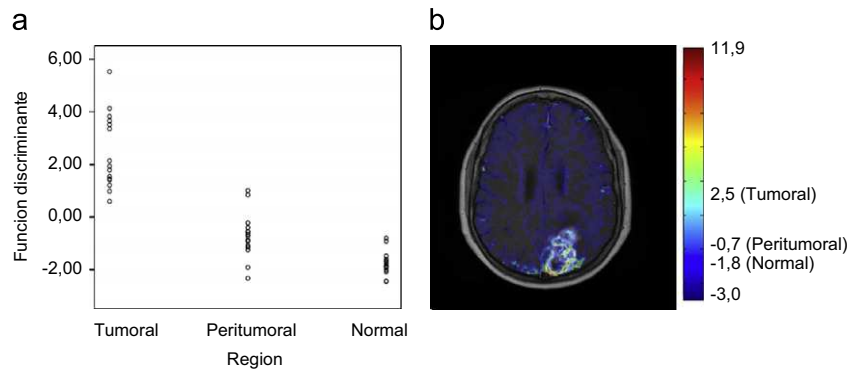 a
6,00
4,00
2,00
0,00
-2,00
Funcion discriminante
Tumoral
Peritumoral
Normal
Region
b
11,9
2,5 (Tumoral)
-0,7 (Peritumoral)
-1,8 (Normal)
-3,0